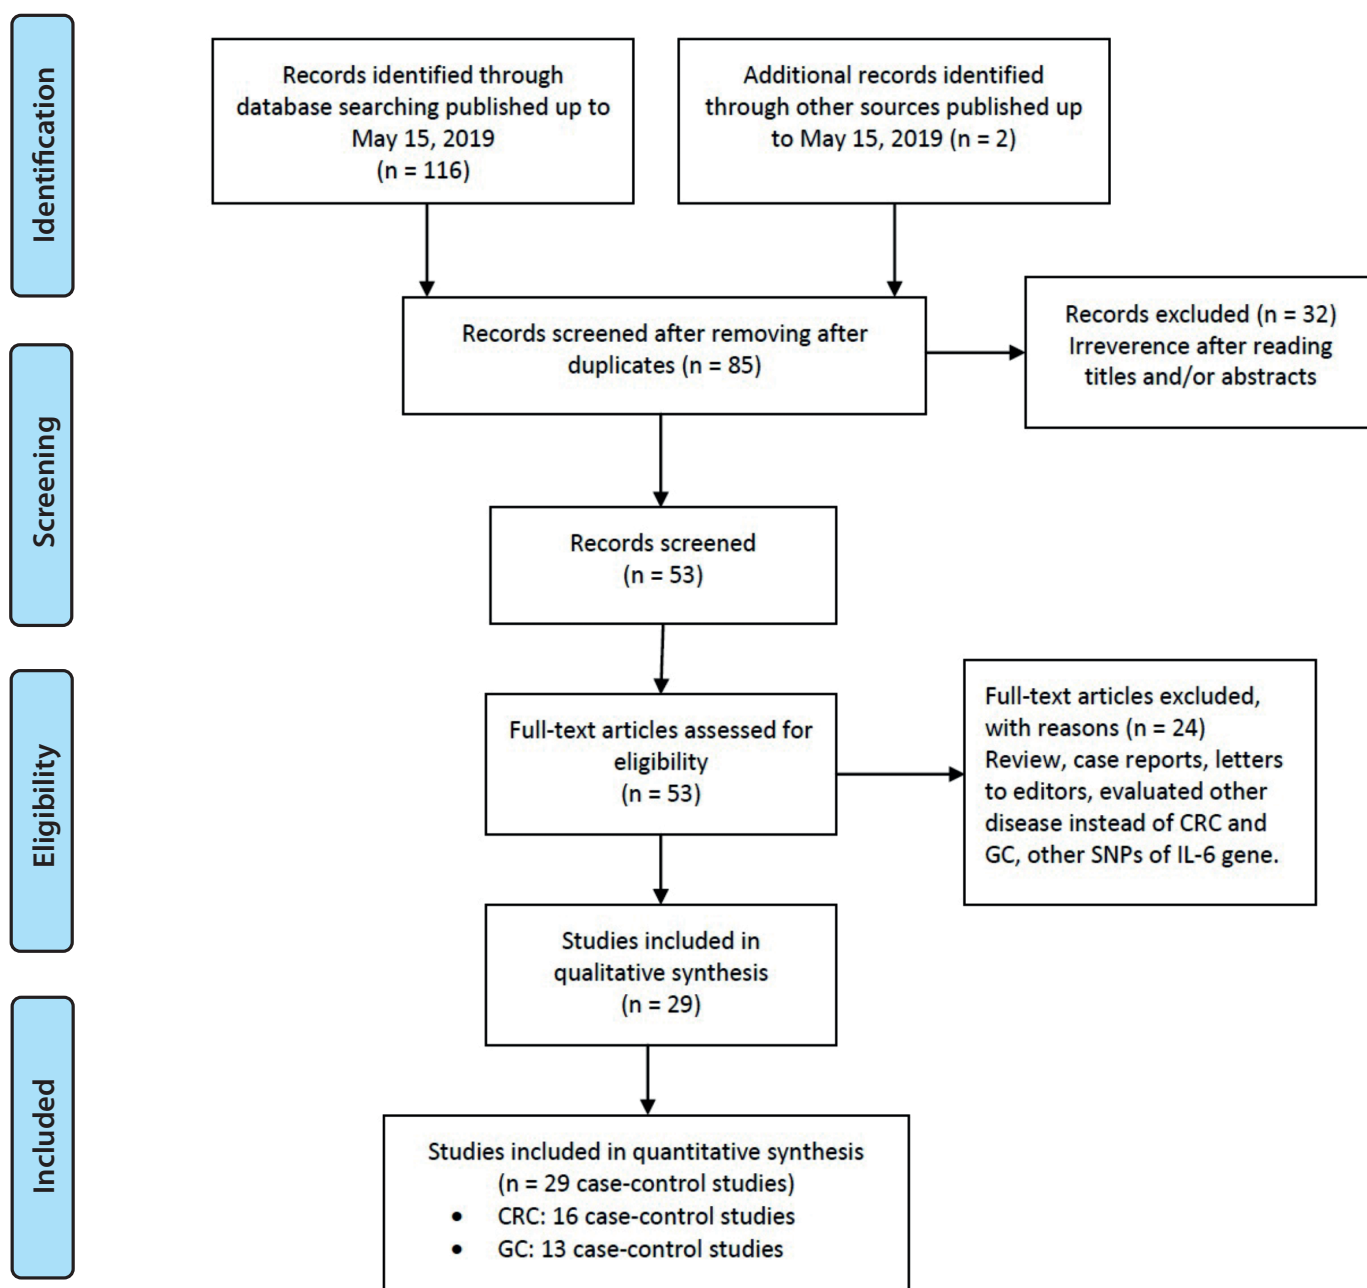 Identification
Records identified through
database searching published up to
May 15, 2019
(n = 116)
Additional records identified
through other sources published up
to May 15, 2019 (n = 2)
Records screened after removing after
duplicates (n = 85)
Records excluded (n = 32)
Irreverence after reading
titles and/or abstracts
Screening
Records screened
(n = 53)
Eligibility
Full-text articles assessed for
eligibility
(n = 53)
Full-text articles excluded,
with reasons (n = 24)
Review, case reports, letters
to editors, evaluated other
disease instead of CRC and
GC, other SNPs of IL-6 gene.
Studies included in
qualitative synthesis
(n = 29)
Included
Studies included in quantitative synthesis
(n = 29 case-control studies)
• CRC: 16 case-control studies
• GC: 13 case-control studies